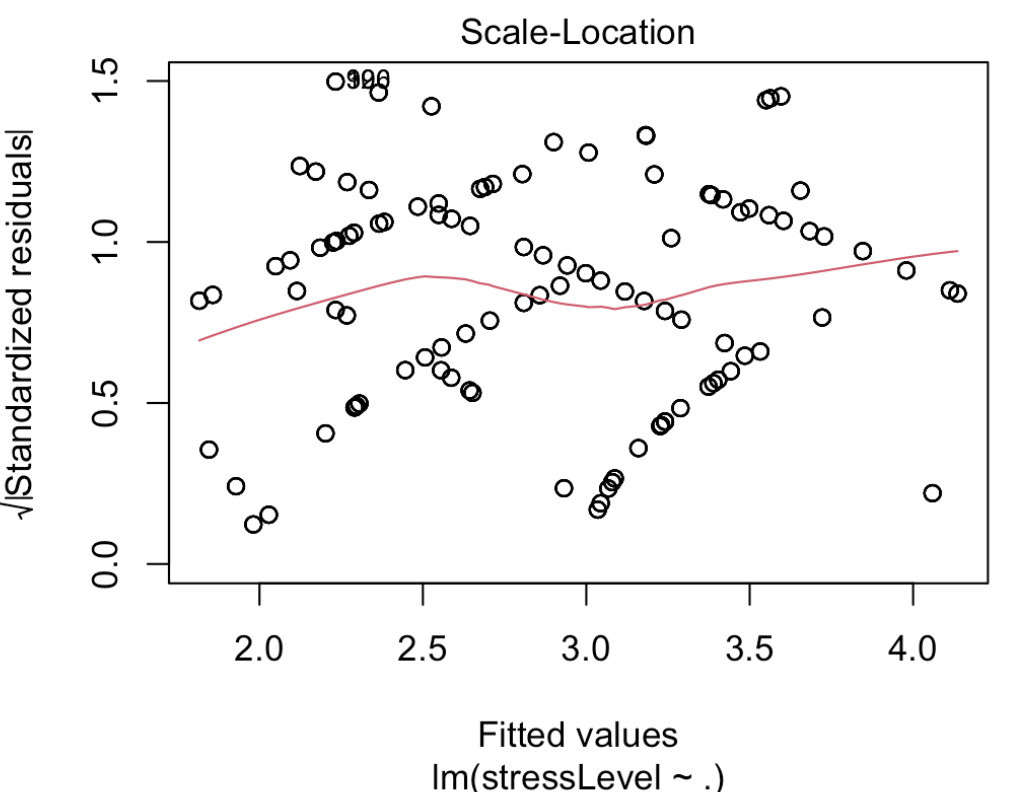 Scale-Location
√|Standardized residuals|
1.5
1.0
0.5
0.0
2.0 2.5 3.0 3.5 4.0
Fitted values
lm(stressLevel ~ .)